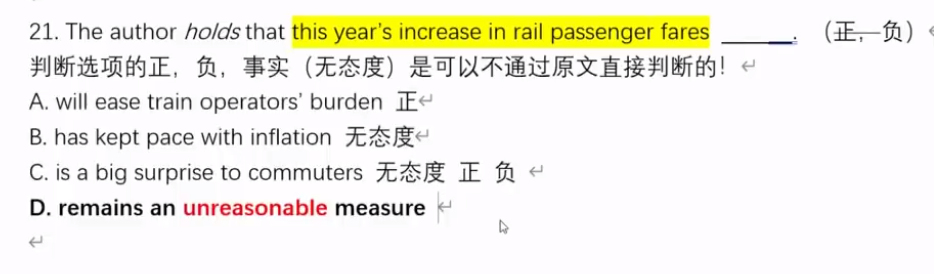 21. The author holds that this year's increase in rail passenger fares ______. （正，负）
判断选项的正，负，事实（无态度）是可以不通过原文直接判断的！
A. will ease train operators' burden 正
B. has kept pace with inflation 无态度
C. is a big surprise to commuters 无态度 正 负
D. remains an unreasonable measure